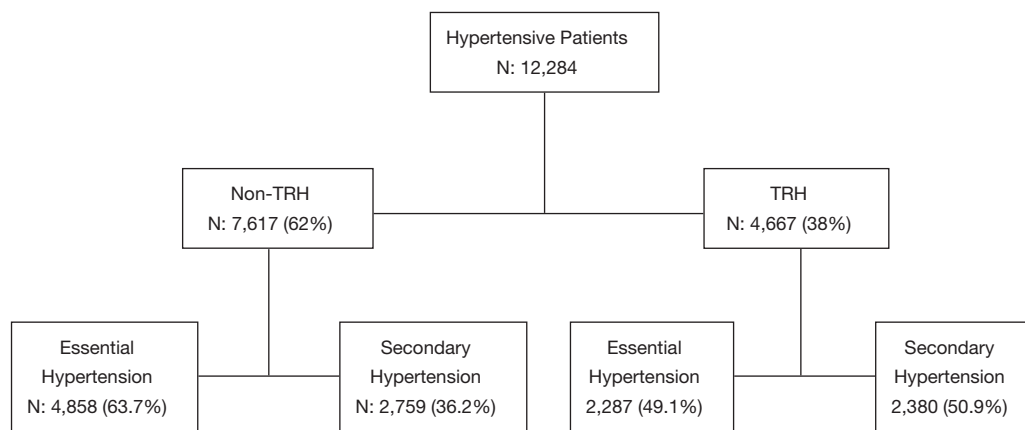 Hypertensive Patients
N: 12,284
Non-TRH
N: 7,617 (62%)
TRH
N: 4,667 (38%)
Essential
Hypertension
N: 4,858 (63.7%)
Secondary
Hypertension
N: 2,759 (36.2%)
Essential
Hypertension
2,287 (49.1%)
Secondary
Hypertension
2,380 (50.9%)